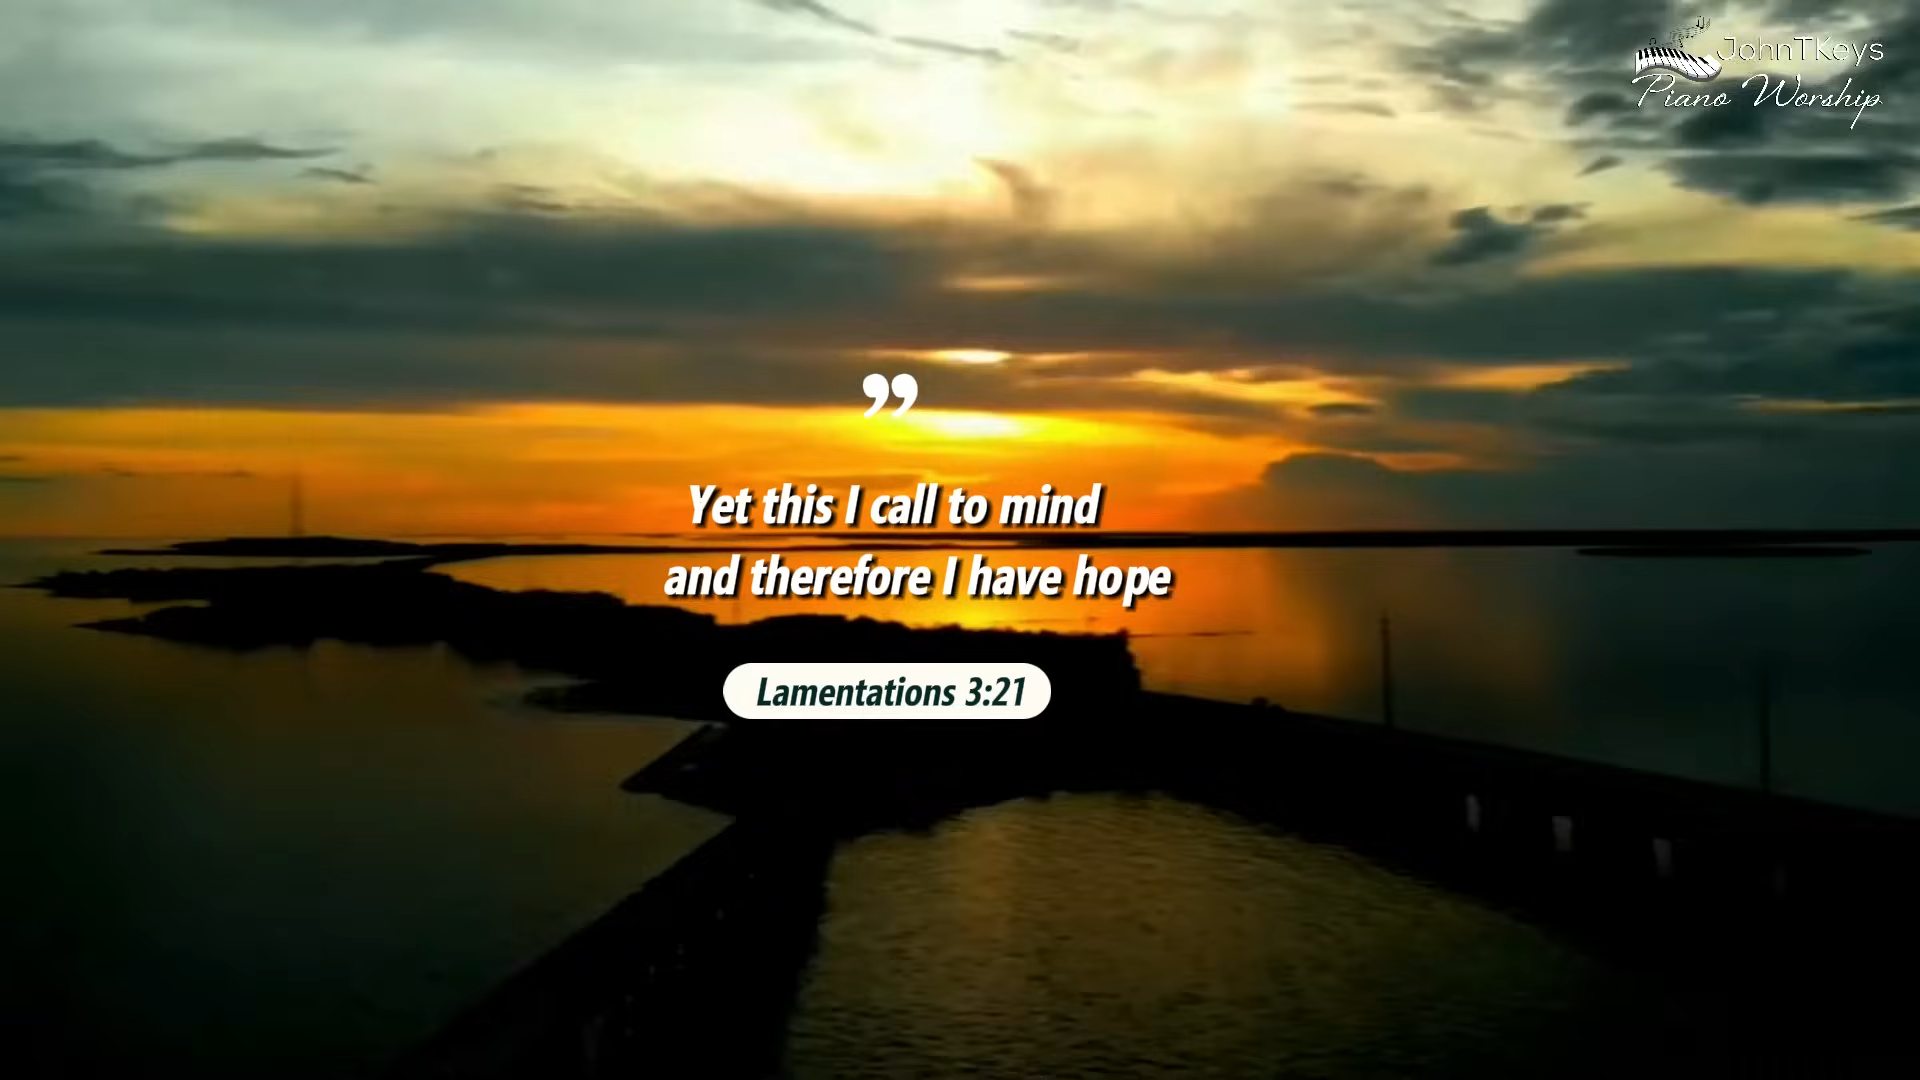 JohnTKeys
Piano Worship
”
Yet this I call to mind
and therefore I have hope
Lamentations 3:21